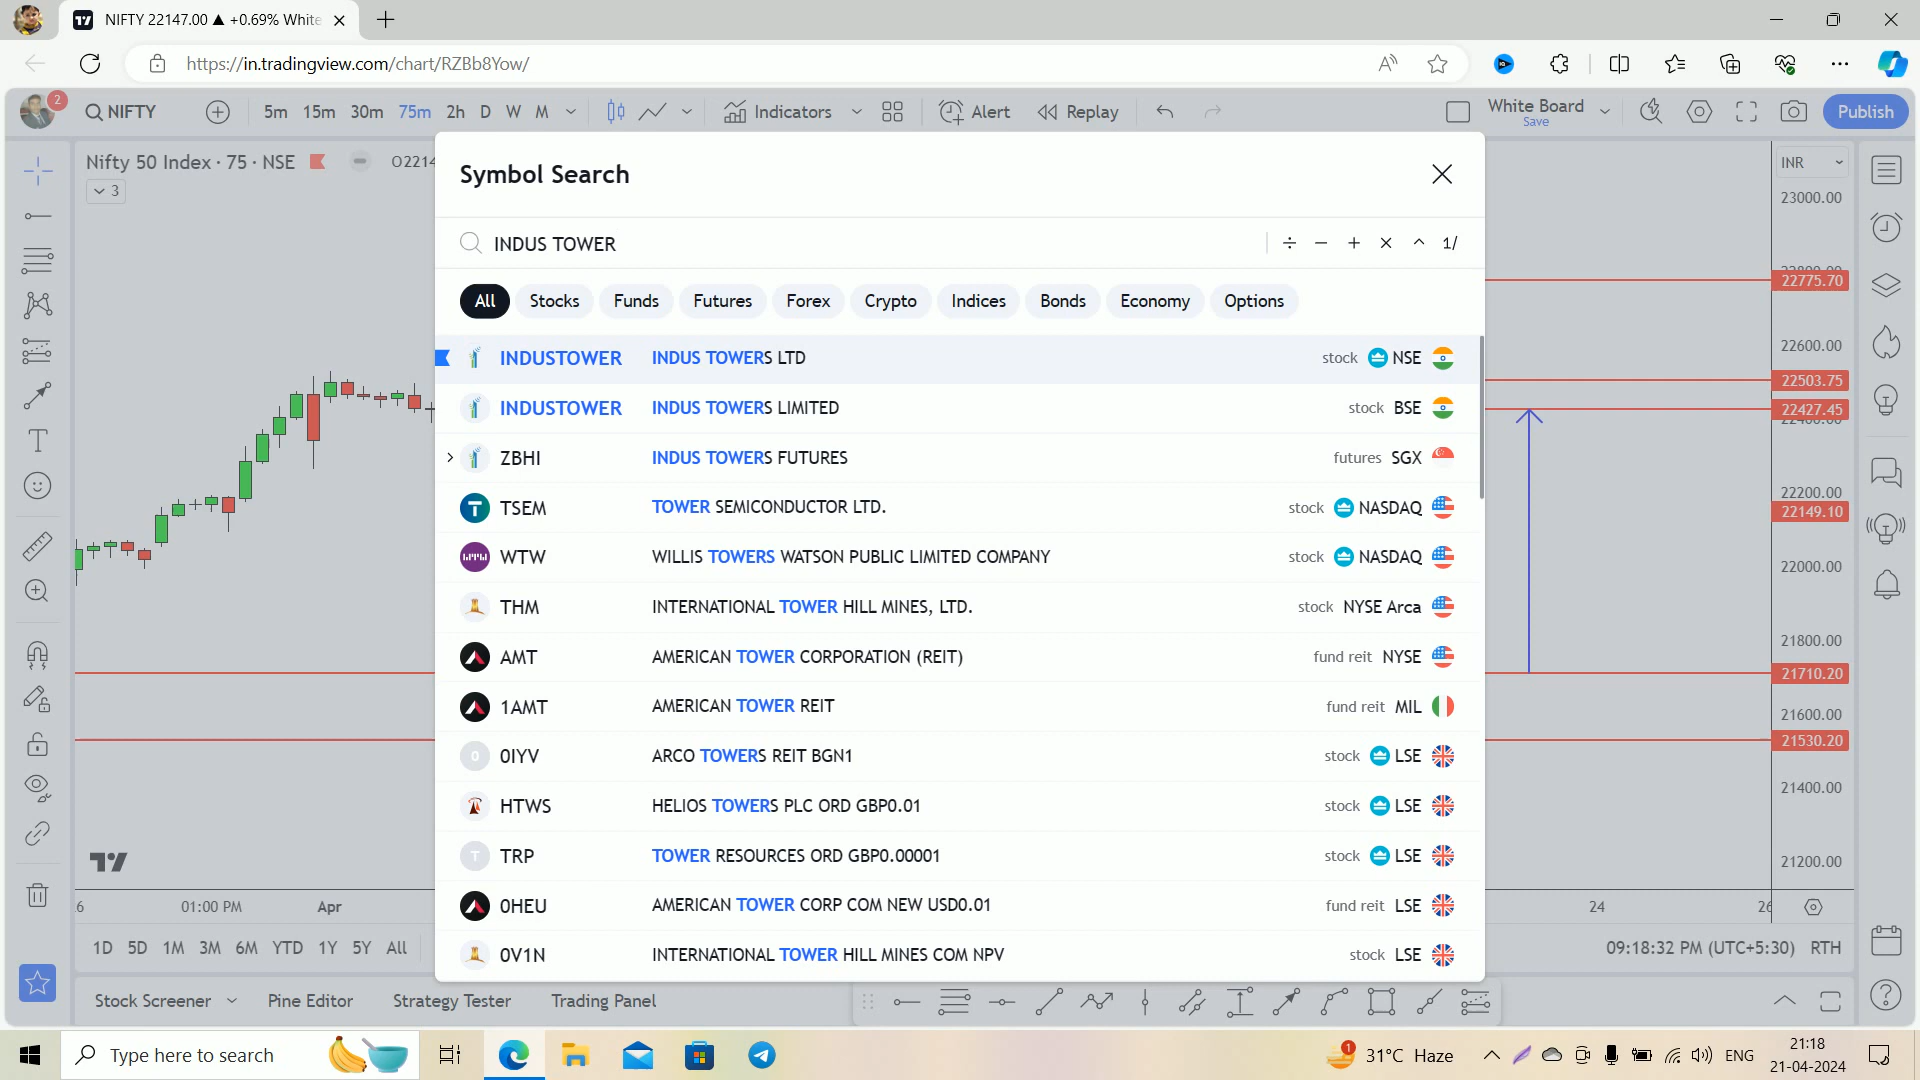 NIFTY 22147.00 ▲ +0.69% White
https://in.tradingview.com/chart/RZBb8Yow/
2
NIFTY
5m 15m 30m 75m 2h D W M
Indicators
Alert
Replay
White Board
Save
Publish
Nifty 50 Index · 75 · NSE
O2214
3
Symbol Search
INDUS TOWER
÷ − + × ^ 1/
All Stocks Funds Futures Forex Crypto Indices Bonds Economy Options
INDUSTOWER INDUS TOWERS LTD stock NSE
INDUSTOWER INDUS TOWERS LIMITED stock BSE
ZBHI INDUS TOWERS FUTURES futures SGX
TSEM TOWER SEMICONDUCTOR LTD. stock NASDAQ
WTW WILLIS TOWERS WATSON PUBLIC LIMITED COMPANY stock NASDAQ
THM INTERNATIONAL TOWER HILL MINES, LTD. stock NYSE Arca
AMT AMERICAN TOWER CORPORATION (REIT) fund reit NYSE
1AMT AMERICAN TOWER REIT fund reit MIL
0IYV ARCO TOWERS REIT BGN1 stock LSE
HTWS HELIOS TOWERS PLC ORD GBP0.01 stock LSE
TRP TOWER RESOURCES ORD GBP0.00001 stock LSE
0HEU AMERICAN TOWER CORP COM NEW USD0.01 fund reit LSE
0V1N INTERNATIONAL TOWER HILL MINES COM NPV stock LSE
INR
23000.00
22775.70
22600.00
22503.75
22427.45
22200.00
22149.10
22000.00
21800.00
21710.20
21600.00
21530.20
21400.00
21200.00
6 01:00 PM Apr 24 26
1D 5D 1M 3M 6M YTD 1Y 5Y All
09:18:32 PM (UTC+5:30) RTH
Stock Screener Pine Editor Strategy Tester Trading Panel
Type here to search
1
31°C Haze
ENG
21:18
21-04-2024